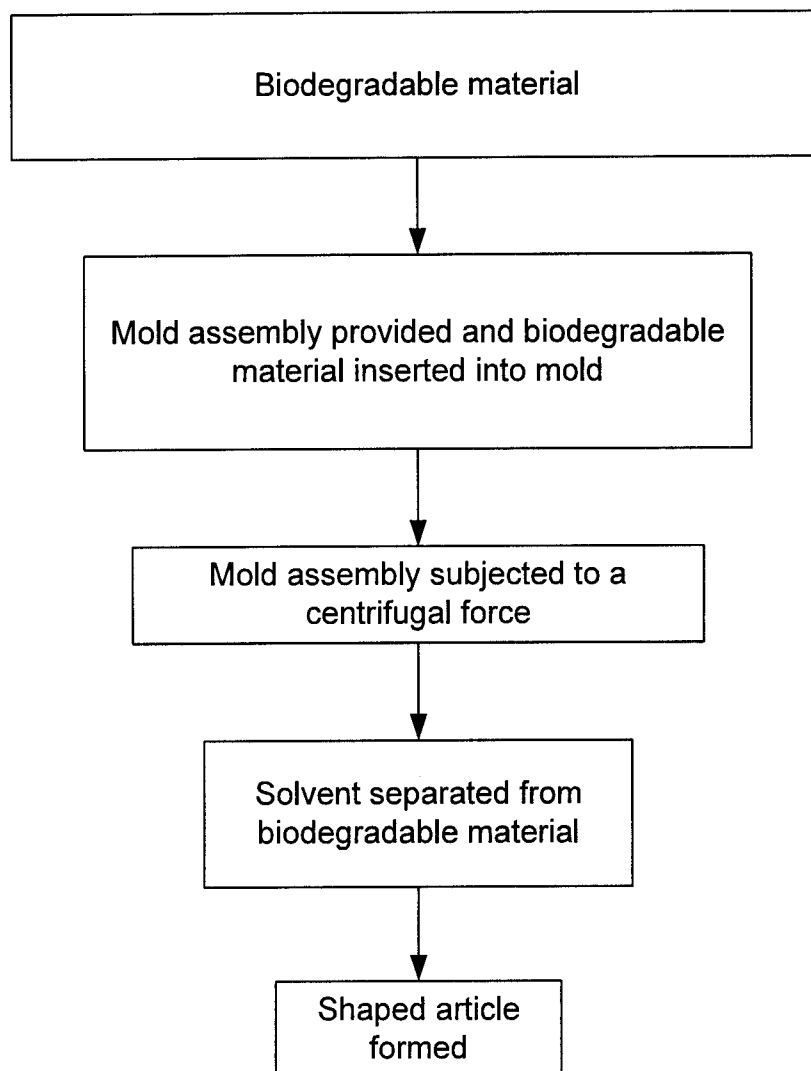 Biodegradable material
Mold assembly provided and biodegradable
material inserted into mold
Mold assembly subjected to a
centrifugal force
Solvent separated from
biodegradable material
Shaped article
formed